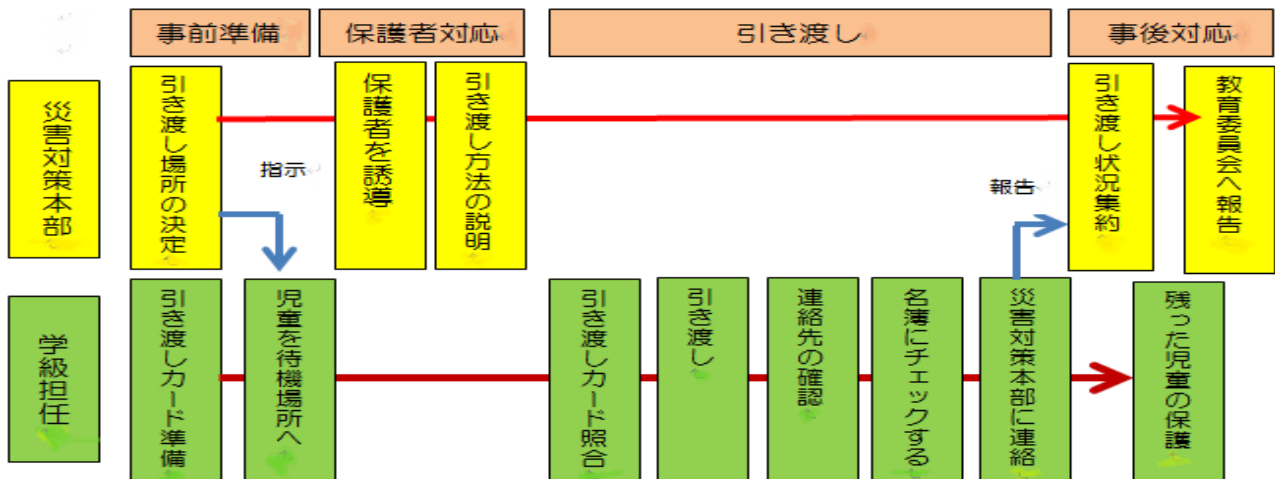 事前準備
保護者対応
引き渡し
事後対応
災害対策本部
引き渡し場所の決定
指示
保護者を誘導
引き渡し方法の説明
報告
引き渡し状況集約
教育委員会へ報告
学級担任
引き渡しカード準備
児童を待機場所へ
引き渡しカード照合
引き渡し
連絡先の確認
名簿にチェックする
災害対策本部に連絡
残った児童の保護